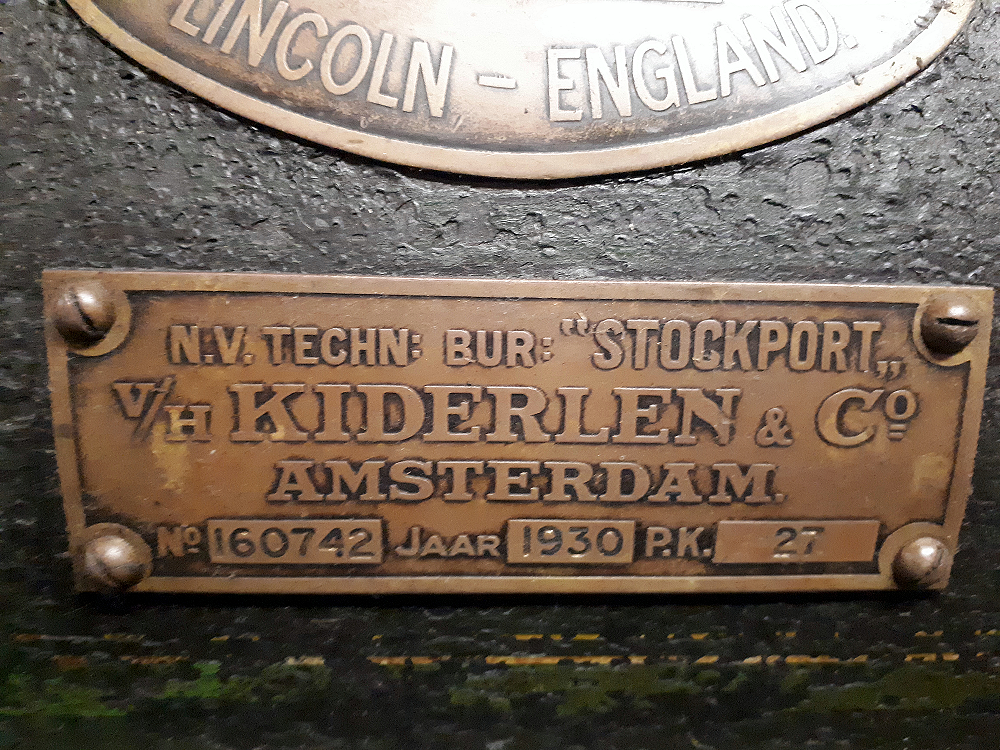 LINCOLN - ENGLAND.
N.V. TECHN: BUR: "STOCKPORT„
V/H KIDERLEN & Cº
AMSTERDAM.
Nº 160742 JAAR 1930 P.K. 27